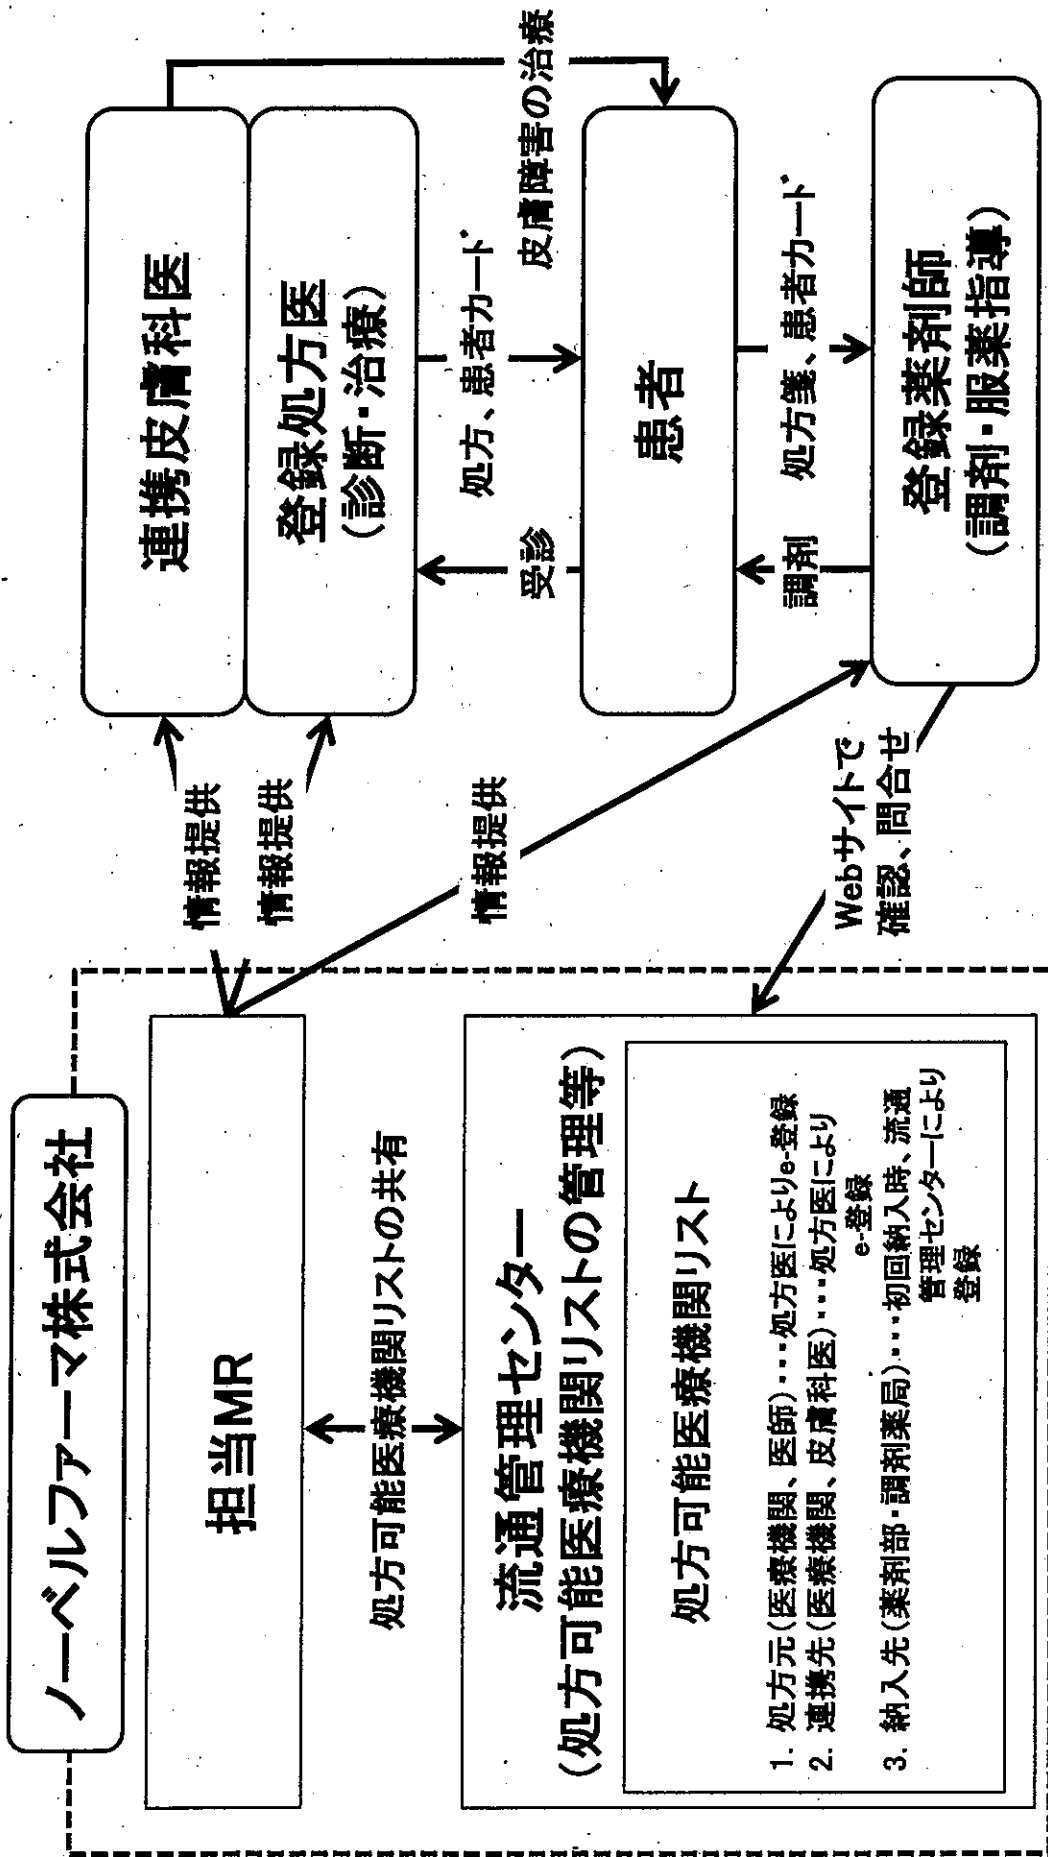 ノーベルファーマ株式会社
担当MR
処方可能医療機関リストの共有
流通管理センター
(処方可能医療機関リストの管理等)
処方可能医療機関リスト
1. 処方元(医療機関、医師)･･･処方医によりe-登録
2. 連携先(医療機関、皮膚科医)･･･処方医により
e-登録
3. 納入先(薬剤部・調剤薬局)･･･初回納入時、流通
管理センターにより
登録
情報提供
情報提供
情報提供
Webサイトで
確認、問合せ
連携皮膚科医
登録処方医
(診断・治療)
受診
処方、患者カード
皮膚障害の治療
患者
調剤
処方箋、患者カード
登録薬剤師
(調剤・服薬指導)